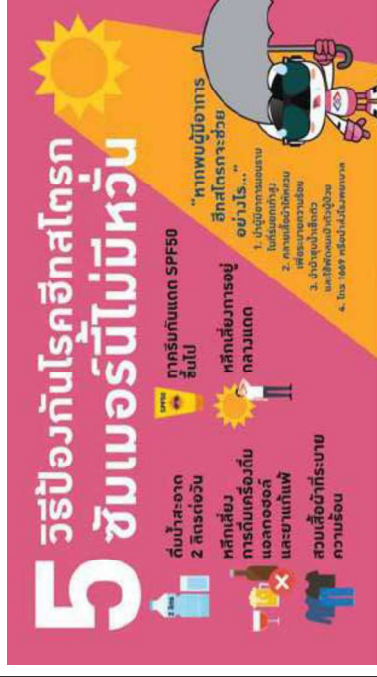 5
วิธีป้องกันโรคฮีทสโตรก
ซัมเมอร์นี้ไม่มีหวั่น
ดื่มน้ำสะอาด
2 ลิตรต่อวัน
2 ลิตร
ทาครีมกันแดด SPF50
ขึ้นไป
SPF50
หลีกเลี่ยง
การดื่มเครื่องดื่ม
แอลกอฮอล์
และยาแก้แพ้
หลีกเลี่ยงการอยู่
กลางแดด
สวมเสื้อผ้าที่ระบาย
ความร้อน
"หากพบผู้มีอาการ
ฮีทสโตรกจะช่วย
อย่างไร..."
1. นำผู้มีอาการนอนราบ
ในที่ร่มยกเท้าสูง
2. คลายเสื้อผ้าให้หลวม
เพื่อระบายความร้อน
3. นำผ้าชุบน้ำเช็ดตัว
และใช้พัดลมเป่าตัวผู้ป่วย
4. โทร 1669 หรือนำส่งโรงพยาบาล